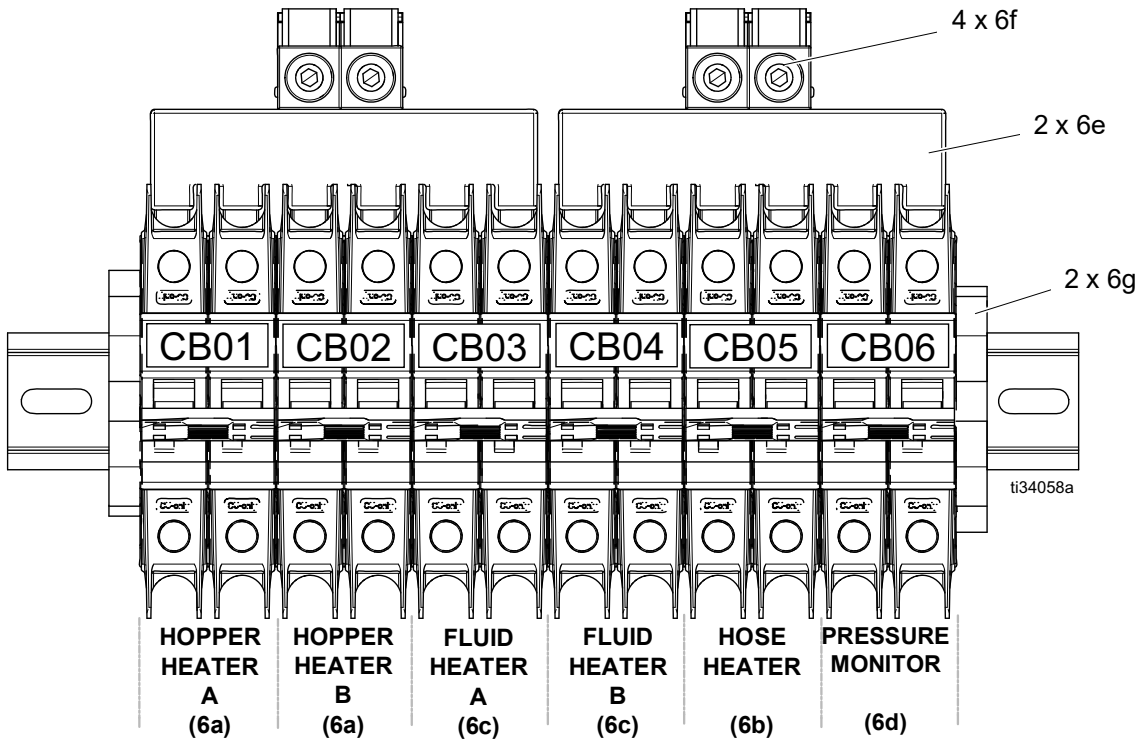 4 x 6f
2 x 6e
2 x 6g
CB01 CB02 CB03 CB04 CB05 CB06
ti34058a
HOPPER
HEATER
A
(6a)
HOPPER
HEATER
B
(6a)
FLUID
HEATER
A
(6c)
FLUID
HEATER
B
(6c)
HOSE
HEATER
(6b)
PRESSURE
MONITOR
(6d)